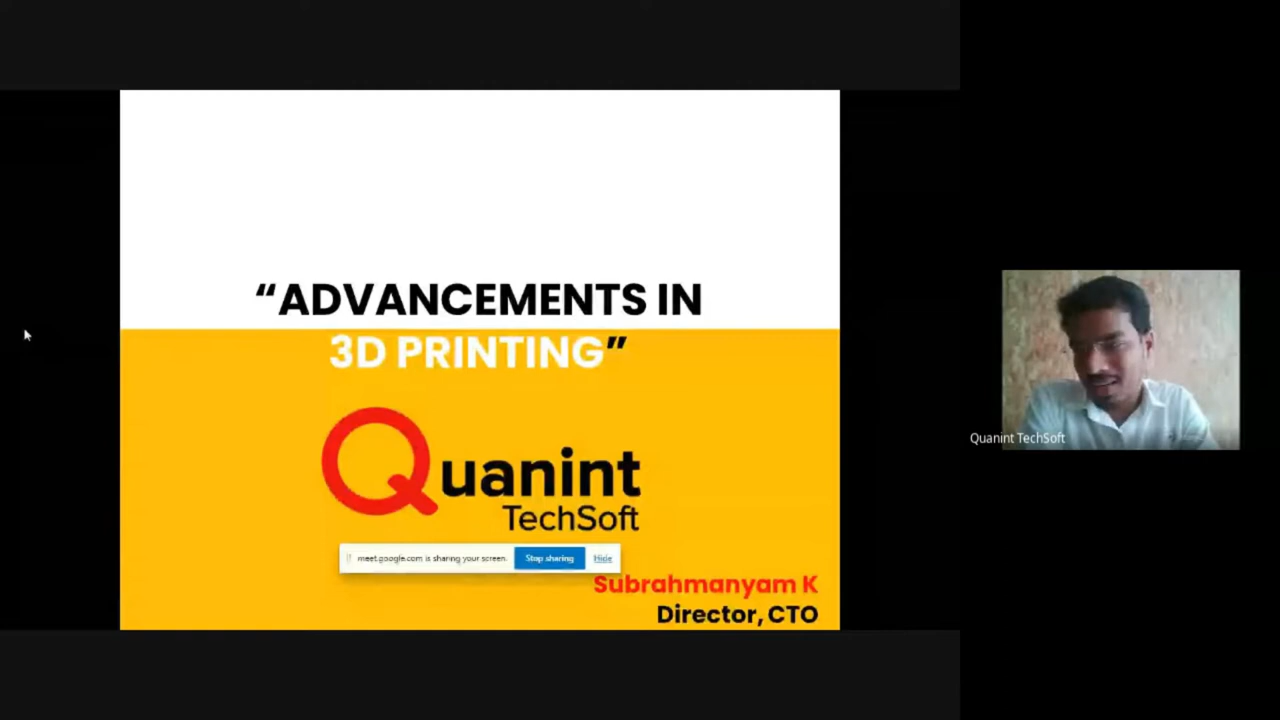 “ADVANCEMENTS IN
3D PRINTING”
Quanint
TechSoft
meet.google.com is sharing your screen. Stop sharing Hide
Subrahmanyam K
Director, CTO
Quanint TechSoft